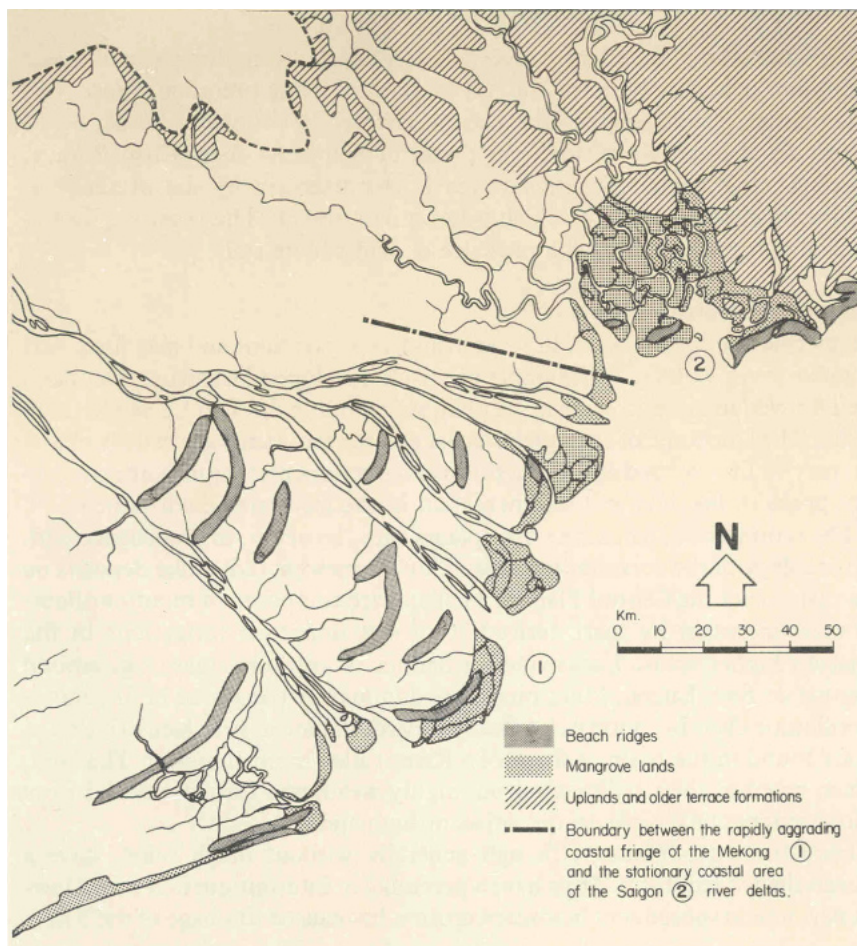 2
N
Km.
0 10 20 30 40 50
1
Beach ridges
Mangrove lands
Uplands and older terrace formations
Boundary between the rapidly aggrading
coastal fringe of the Mekong 1
and the stationary coastal area
of the Saigon 2 river deltas.